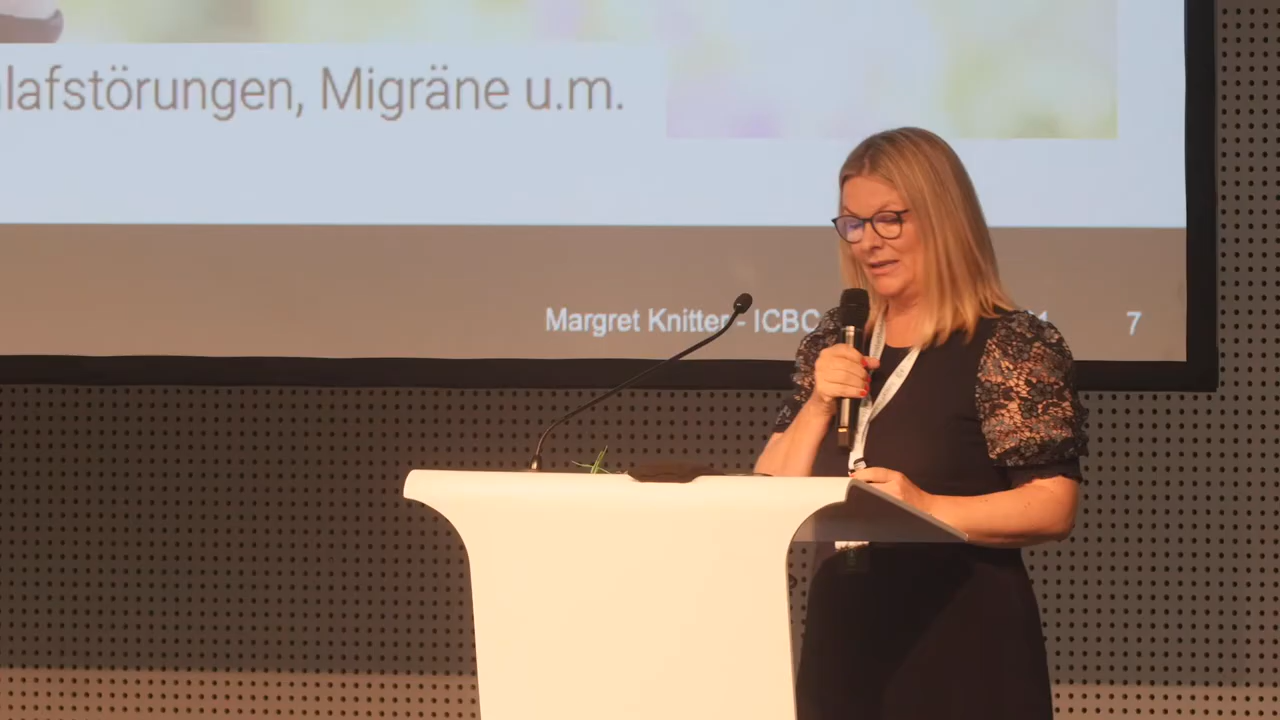 lafstörungen, Migräne u.m.
Margret Knitter - ICBC
7